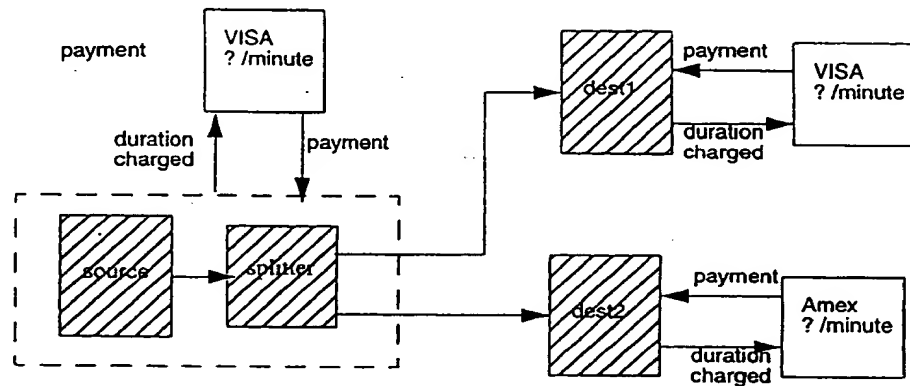 payment
VISA
? /minute
duration
charged
payment
source
splitter
dest1
payment
duration
charged
VISA
? /minute
dest2
payment
duration
charged
Amex
? /minute